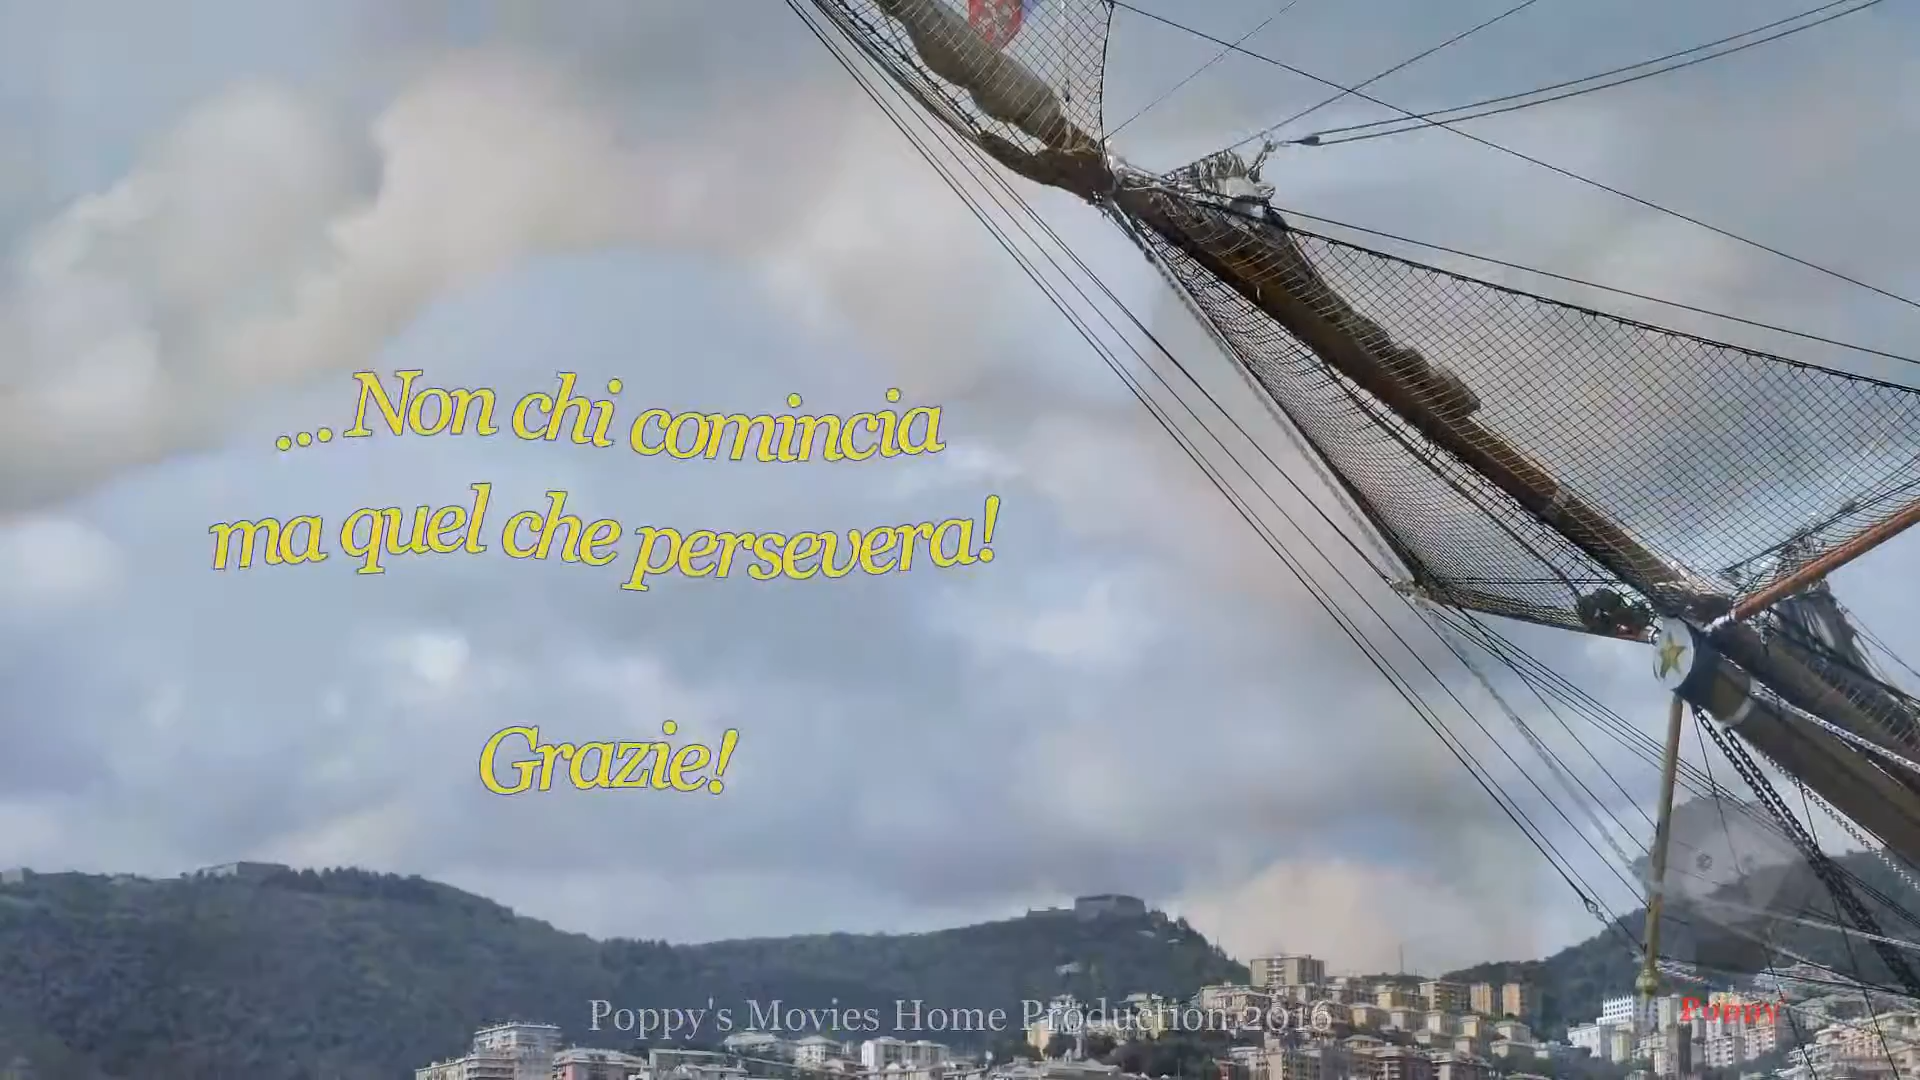 ... Non chi comincia
ma quel che persevera!
Grazie!
Poppy's Movies Home Production 2016
Poppy